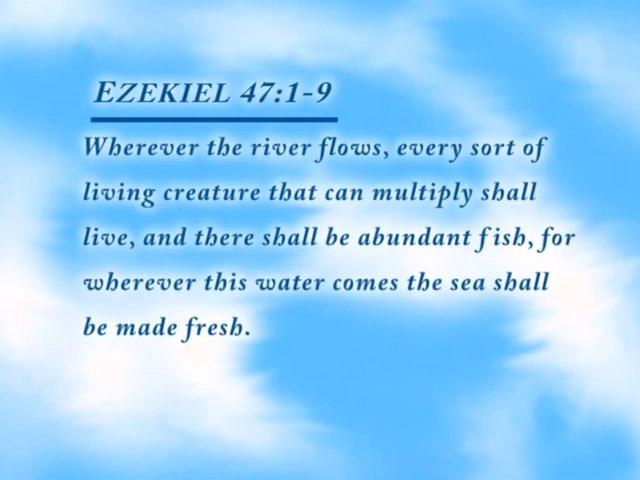 EZEKIEL 47:1-9
Wherever the river flows, every sort of
living creature that can multiply shall
live, and there shall be abundant fish, for
wherever this water comes the sea shall
be made fresh.